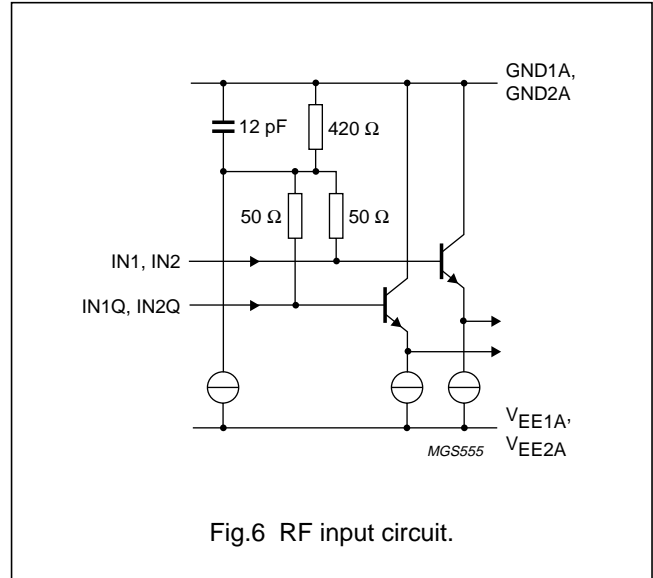 GND1A,
GND2A
12 pF
420 Ω
50 Ω
50 Ω
IN1, IN2
IN1Q, IN2Q
VEE1A,
VEE2A
MGS555
Fig.6 RF input circuit.